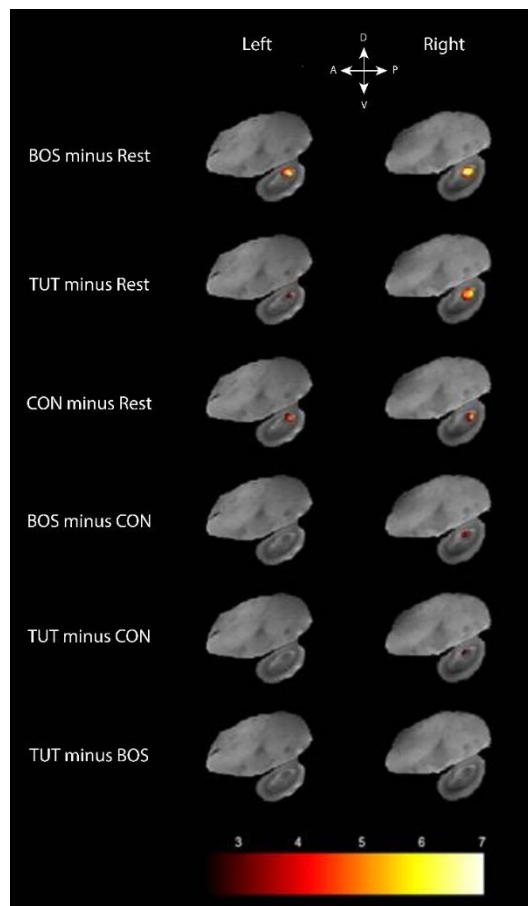 Left
Right
D
A
P
V
BOS minus Rest
TUT minus Rest
CON minus Rest
BOS minus CON
TUT minus CON
TUT minus BOS
3 4 5 6 7